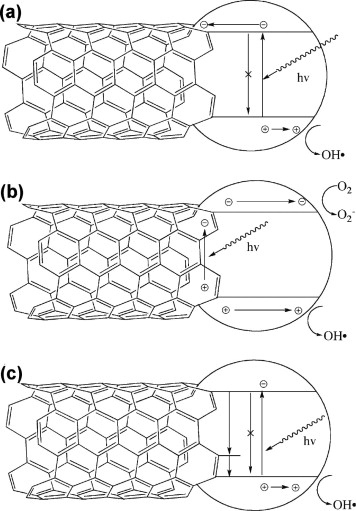 (a)
⊖ ⊖
hν
⊕ ⊕
OH•
(b)
⊖ ⊖
O₂
O₂⁻
⊖
hν
⊕
⊕ ⊕
OH•
(c)
⊖
hν
⊕ ⊕
OH•